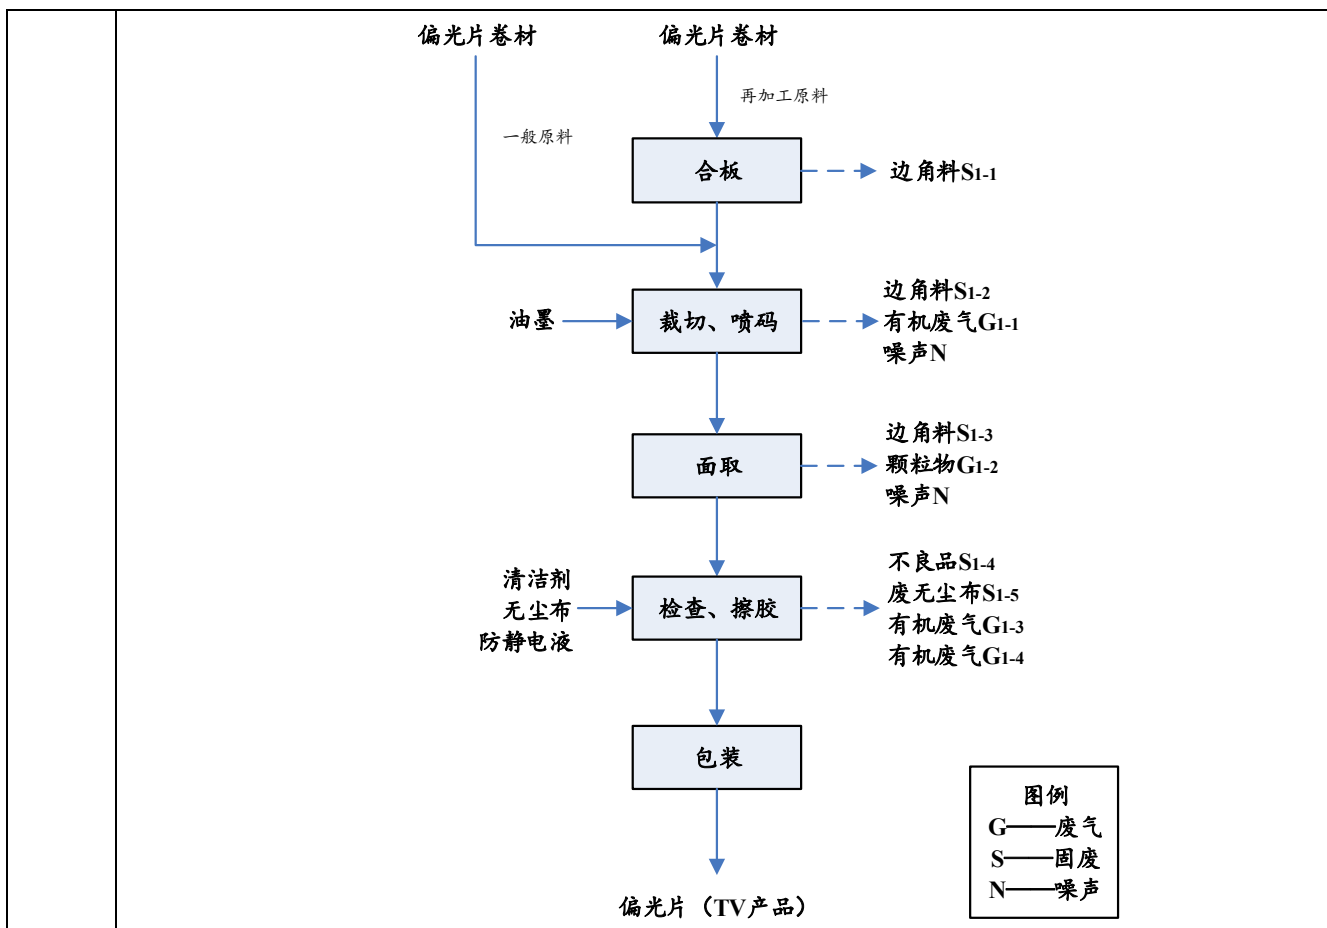 偏光片卷材
偏光片卷材
再加工原料
一般原料
合板
边角料S1-1
油墨
裁切、喷码
边角料S1-2
有机废气G1-1
噪声N
面取
边角料S1-3
颗粒物G1-2
噪声N
清洁剂
无尘布
防静电液
检查、擦胶
不良品S1-4
废无尘布S1-5
有机废气G1-3
有机废气G1-4
包装
偏光片（TV产品）
图例
G——废气
S——固废
N——噪声